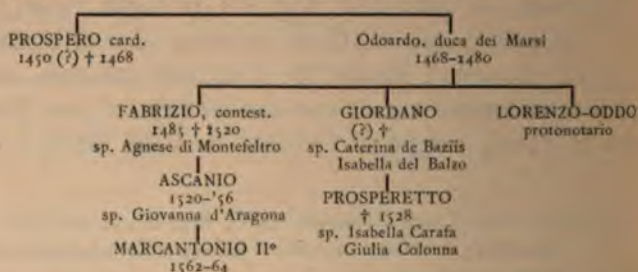 PROSPERO card.
1450 (?) † 1468
Odoardo, duca dei Marsi
1468-1480
FABRIZIO, contest.
1485 † 1520
sp. Agnese di Montefeltro
GIORDANO
(?) †
sp. Caterina de Baziis
Isabella del Balzo
LORENZO-ODDO
protonotario
ASCANIO
1520-'56
sp. Giovanna d'Aragona
PROSPERETTO
† 1528
sp. Isabella Carafa
Giulia Colonna
MARCANTONIO II°
1562-64